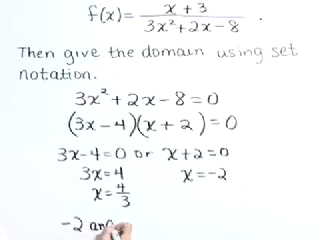 f(x) = x + 3 / 3x² + 2x - 8 .
Then give the domain using set
notation.
3x² + 2x - 8 = 0
(3x - 4)(x + 2) = 0
3x - 4 = 0 or x + 2 = 0
3x = 4 x = -2
x = 4/3
-2 and